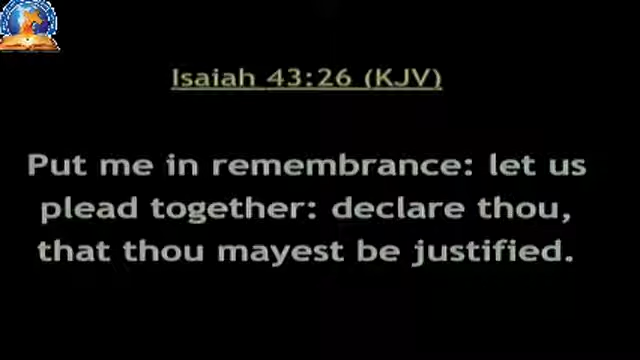 Isaiah 43:26 (KJV)
Put me in remembrance: let us
plead together: declare thou,
that thou mayest be justified.